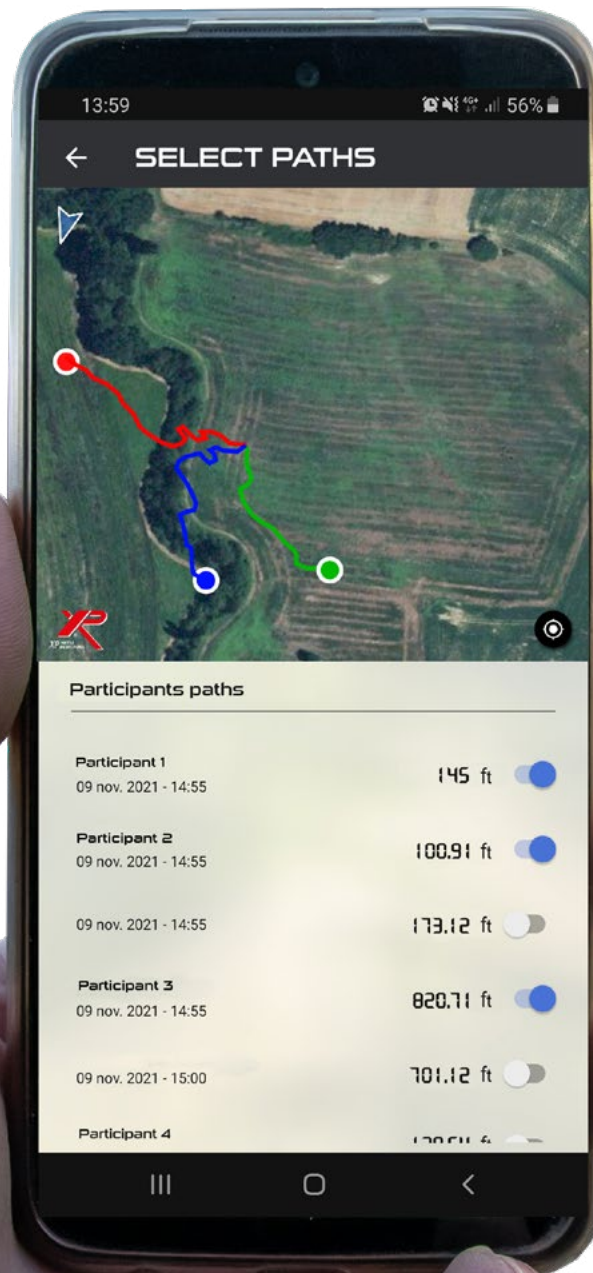 13:59
4G+ 56%
SELECT PATHS
XP
Participants paths
Participant 1
145 ft
09 nov. 2021 - 14:55
Participant 2
100.91 ft
09 nov. 2021 - 14:55
09 nov. 2021 - 14:55
173.12 ft
Participant 3
820.71 ft
09 nov. 2021 - 14:55
09 nov. 2021 - 15:00
701.12 ft
Participant 4